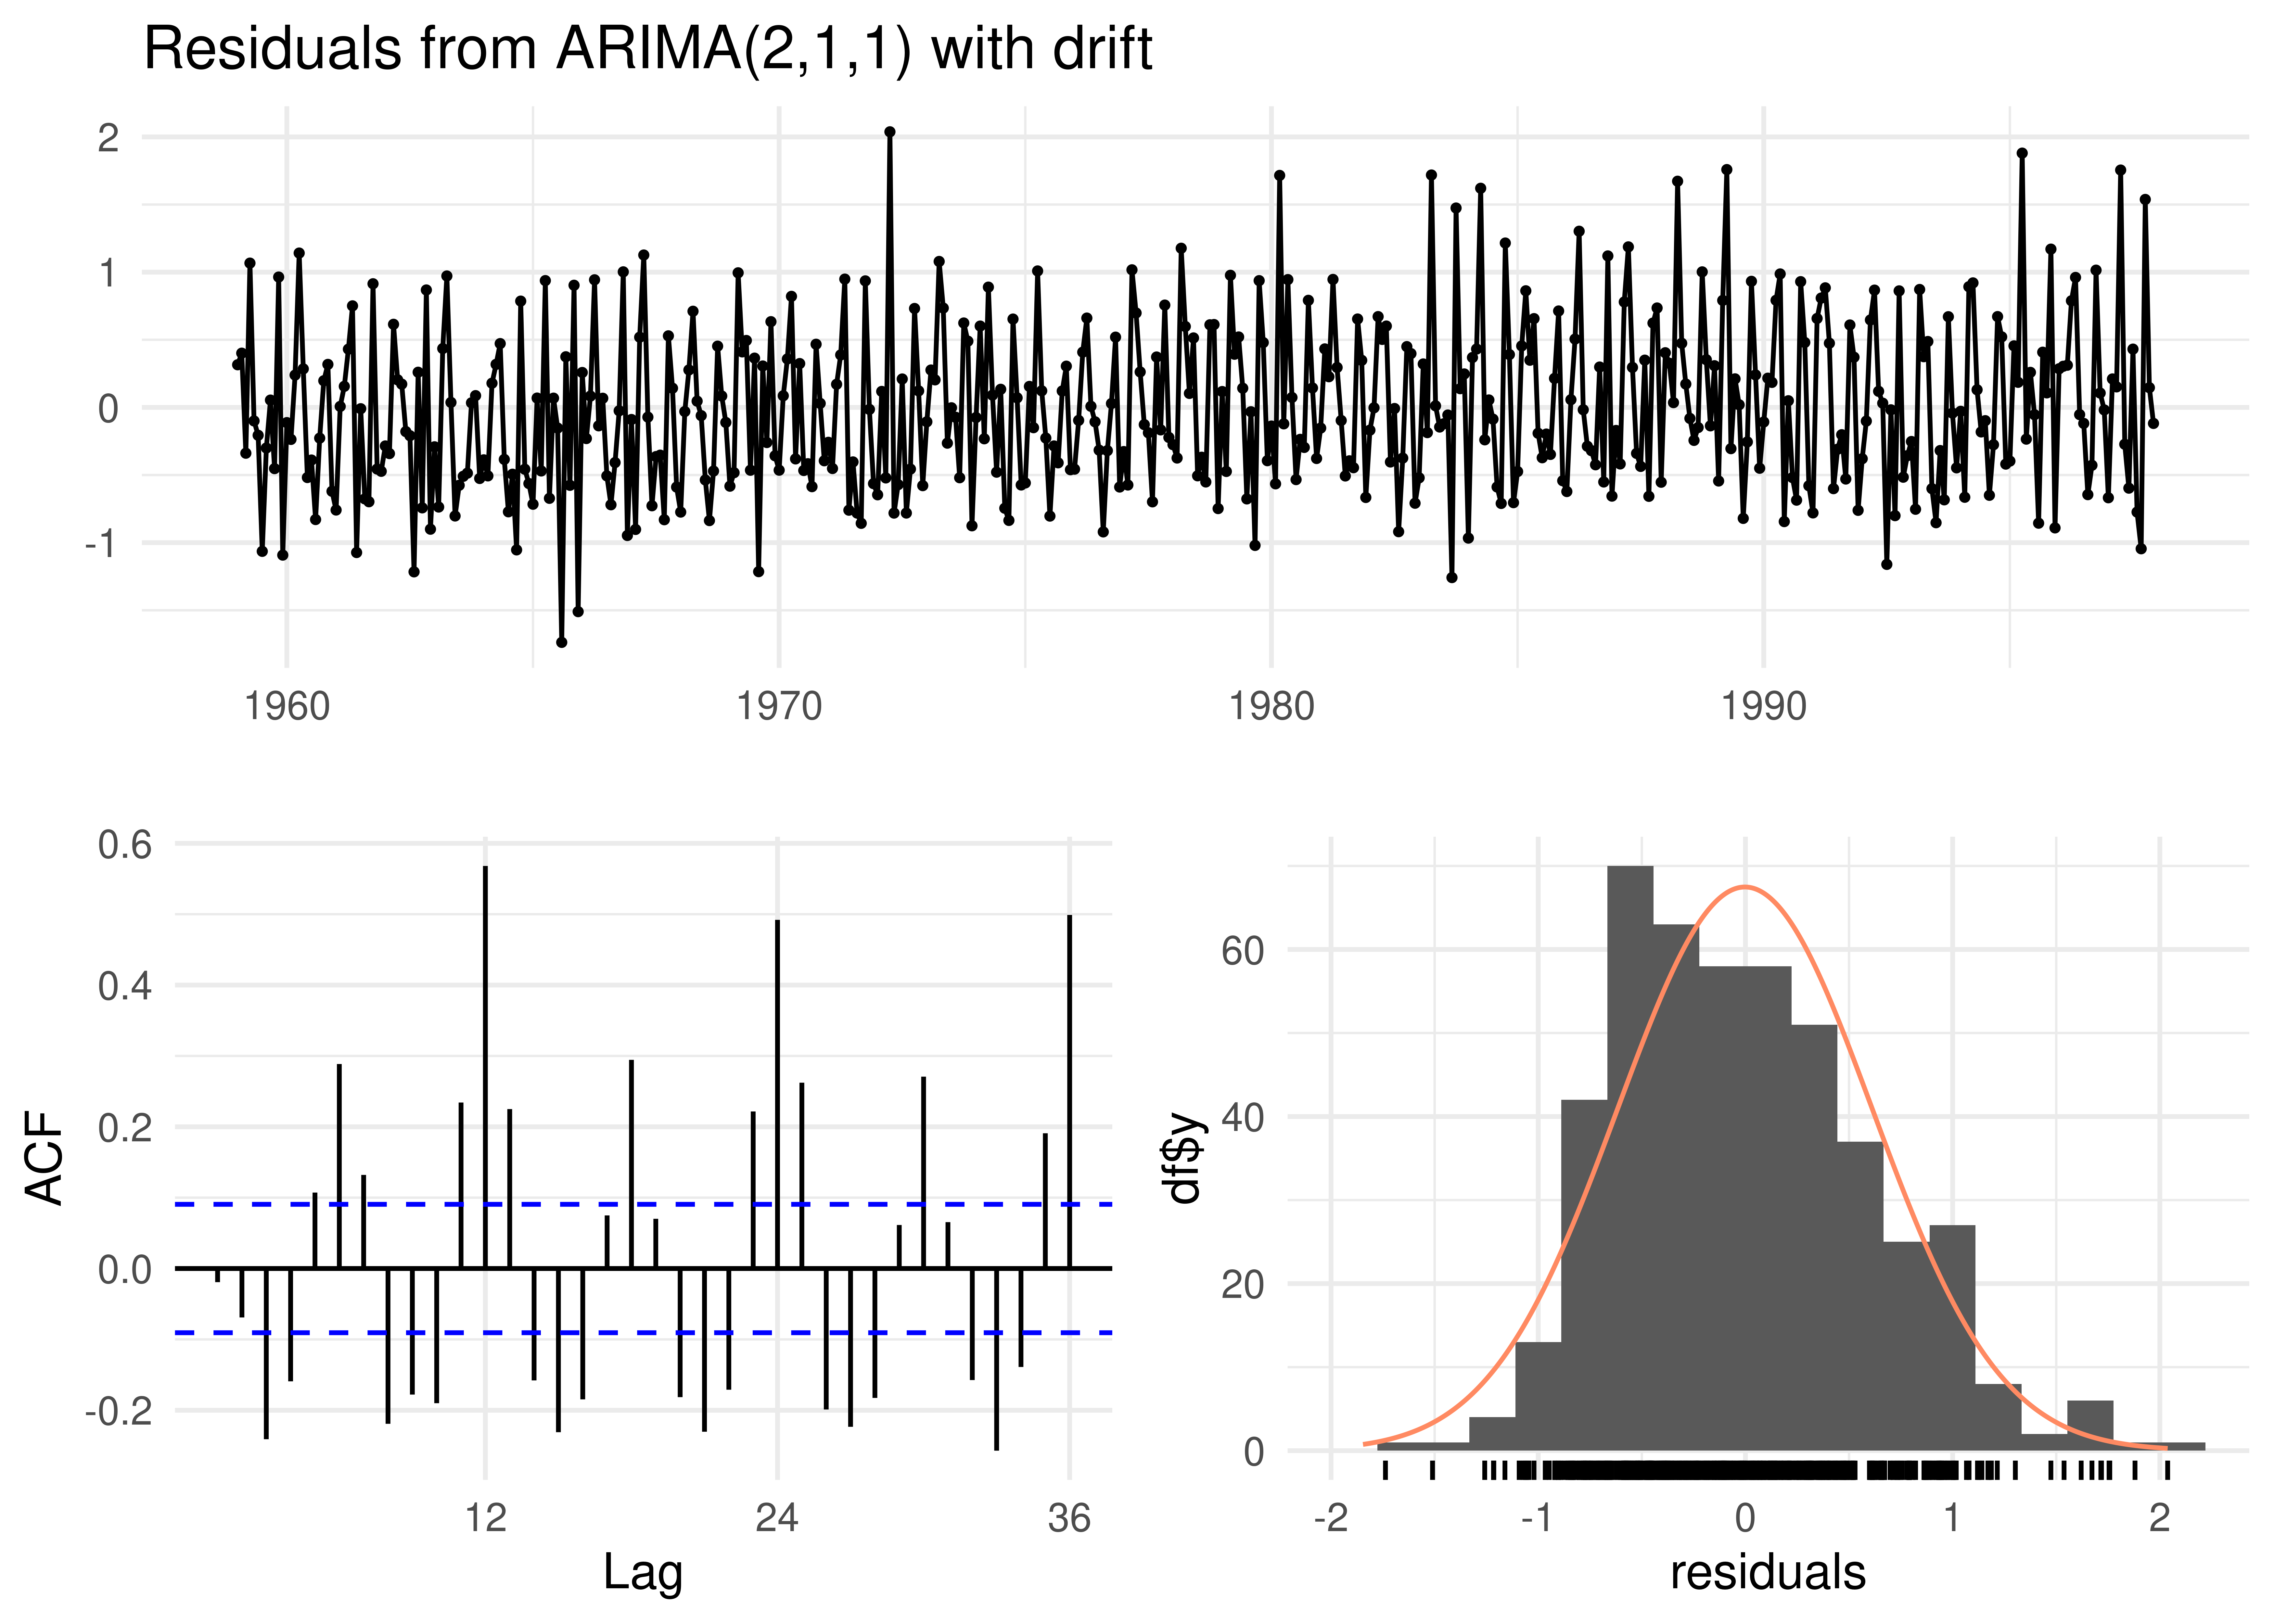 Residuals from ARIMA(2,1,1) with drift
2
1
0
-1
1960 1970 1980 1990
0.6
0.4
0.2
0.0
-0.2
ACF
12 24 36
Lag
60
40
20
0
df$y
-2 -1 0 1 2
residuals